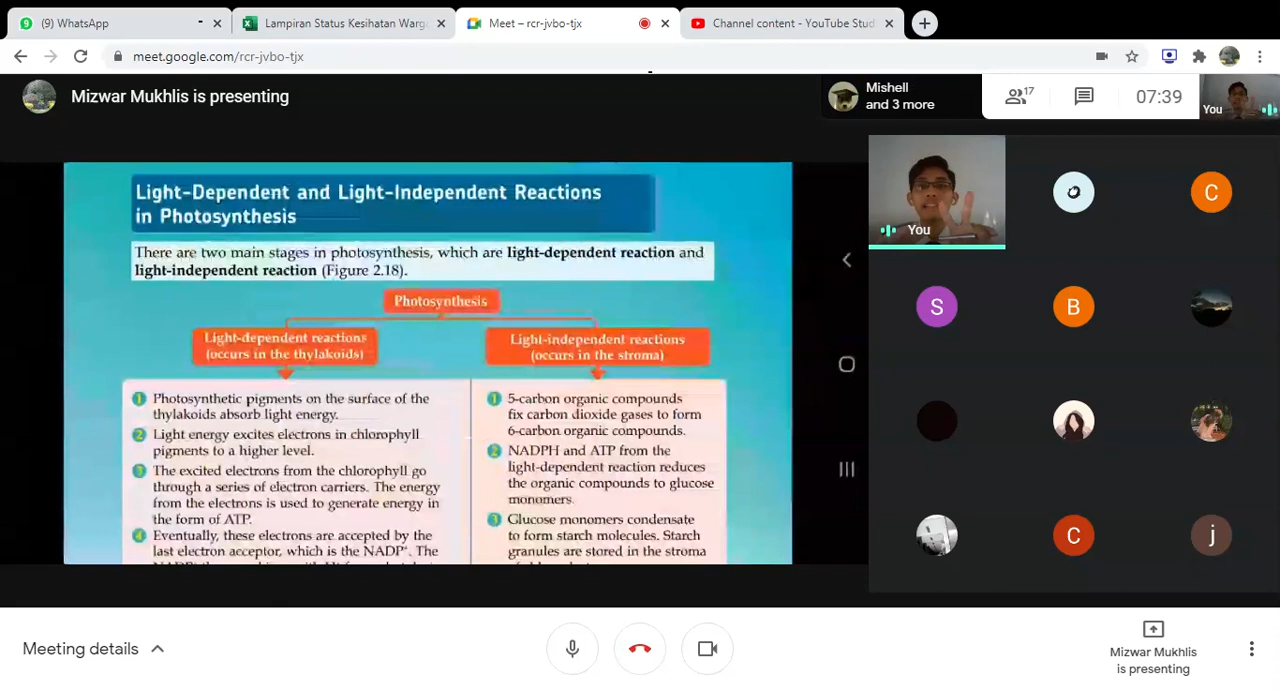 (9) WhatsApp
Lampiran Status Kesihatan Warga
Meet – rcr-jvbo-tjx
Channel content - YouTube Stud
meet.google.com/rcr-jvbo-tjx
Mizwar Mukhlis is presenting
Mishell
and 3 more
17
07:39
You
You
C
S
B
C
j
Light-Dependent and Light-Independent Reactions
in Photosynthesis
There are two main stages in photosynthesis, which are light-dependent reaction and
light-independent reaction (Figure 2.18).
Photosynthesis
Light-dependent reactions
(occurs in the thylakoids)
Light-independent reactions
(occurs in the stroma)
1 Photosynthetic pigments on the surface of the
thylakoids absorb light energy.
2 Light energy excites electrons in chlorophyll
pigments to a higher level.
3 The excited electrons from the chlorophyll go
through a series of electron carriers. The energy
from the electrons is used to generate energy in
the form of ATP.
4 Eventually, these electrons are accepted by the
last electron acceptor, which is the NADP⁺. The
1 5-carbon organic compounds
fix carbon dioxide gases to form
6-carbon organic compounds.
2 NADPH and ATP from the
light-dependent reaction reduces
the organic compounds to glucose
monomers.
3 Glucose monomers condensate
to form starch molecules. Starch
granules are stored in the stroma
Meeting details
Mizwar Mukhlis
is presenting